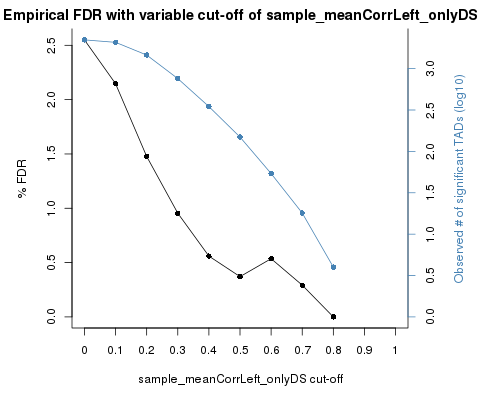 Empirical FDR with variable cut-off of sample_meanCorrLeft_onlyDS
% FDR
2.5
2.0
1.5
1.0
0.5
0.0
3.0
2.5
2.0
1.5
1.0
0.5
0.0
Observed # of significant TADs (log10)
0 0.1 0.2 0.3 0.4 0.5 0.6 0.7 0.8 0.9 1
sample_meanCorrLeft_onlyDS cut-off